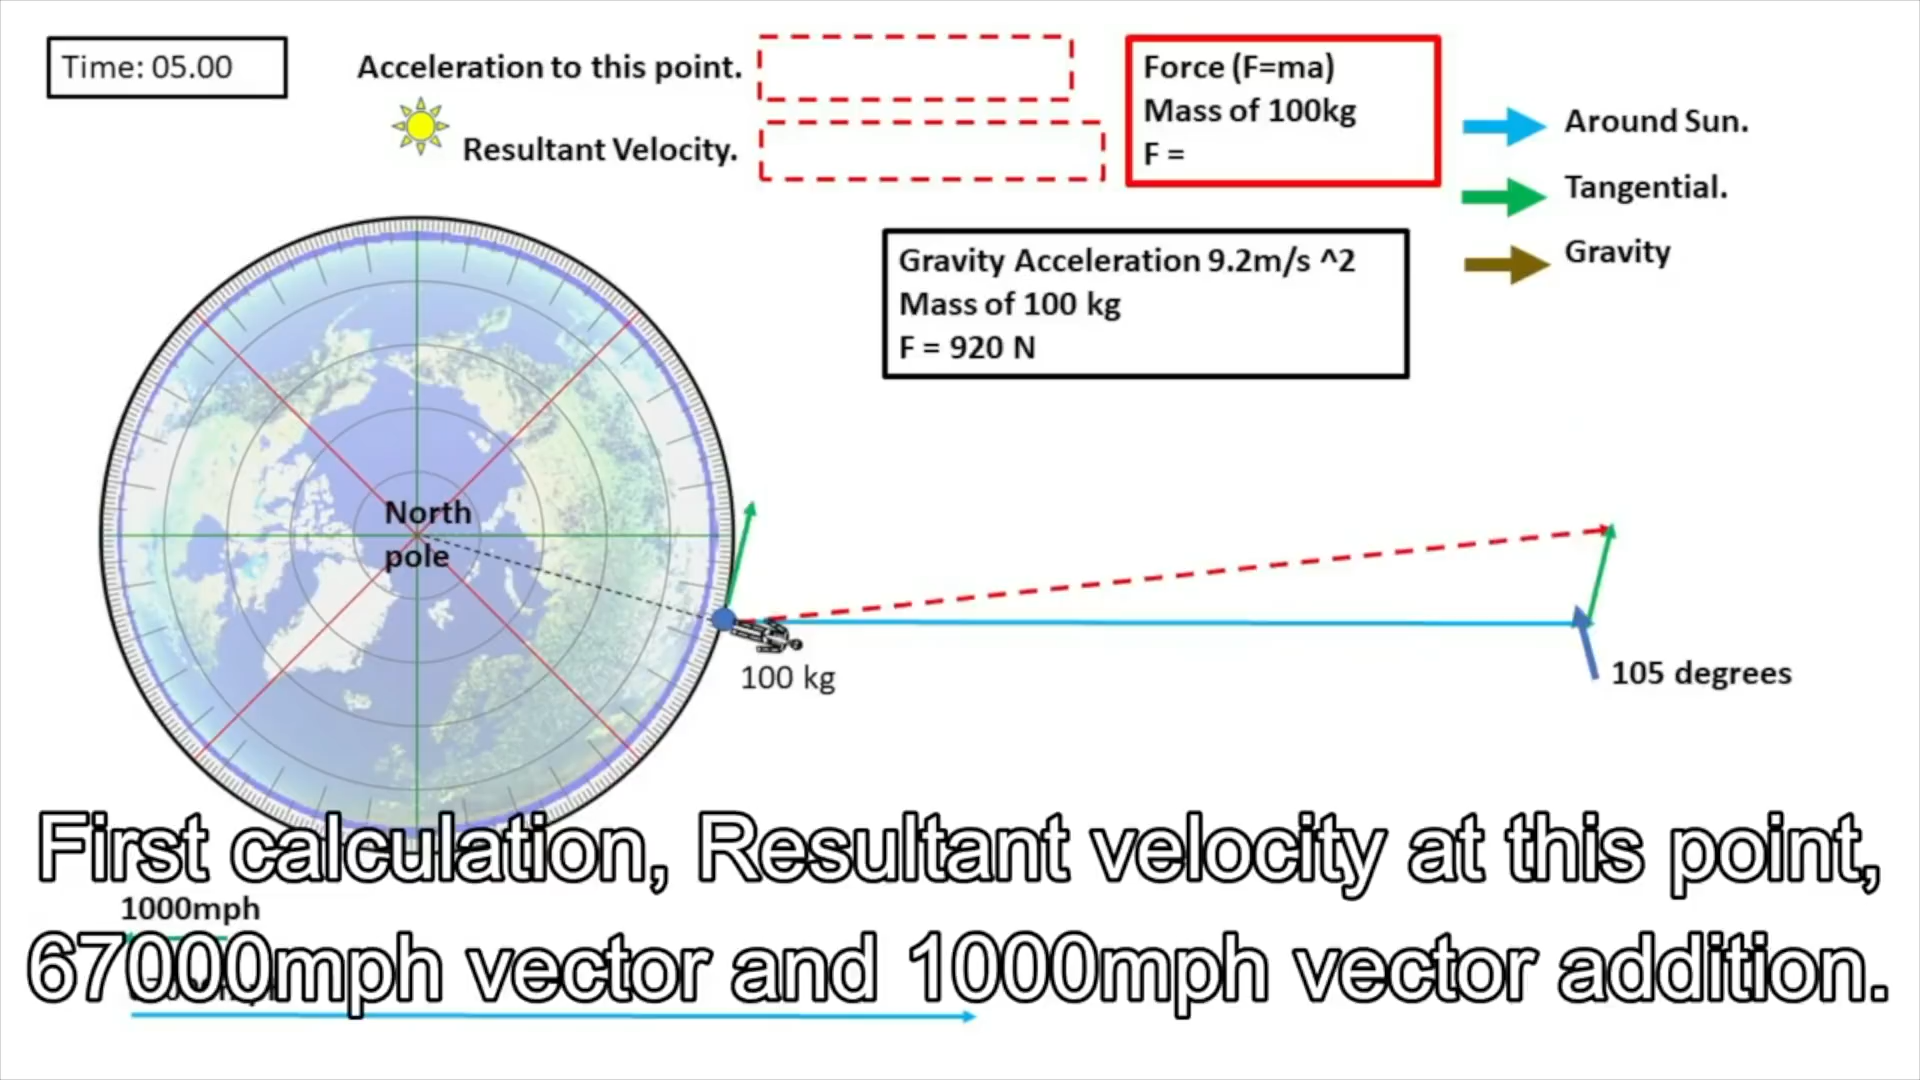 Time: 05.00
Acceleration to this point.
Resultant Velocity.
Force (F=ma)
Mass of 100kg
F =
Around Sun.
Tangential.
Gravity
Gravity Acceleration 9.2m/s ^2
Mass of 100 kg
F = 920 N
North
pole
100 kg
105 degrees
First calculation, Resultant velocity at this point,
1000mph
67000mph vector and 1000mph vector addition.